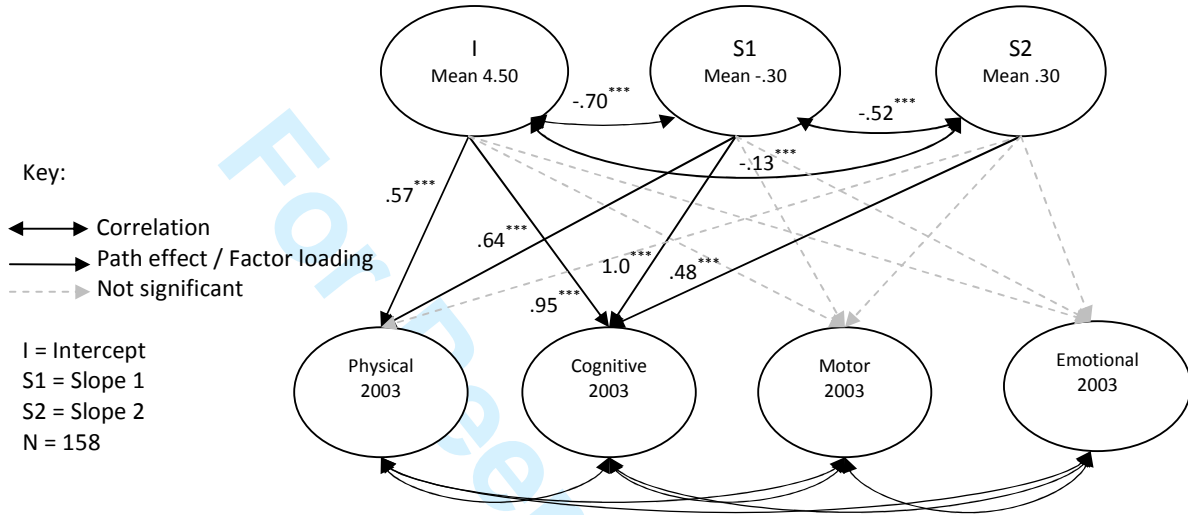 I
Mean 4.50
S1
Mean -.30
S2
Mean .30
-.70***
-.52***
-.13***
Key:
Correlation
Path effect / Factor loading
Not significant
.57***
.64***
1.0***
.48***
.95***
I = Intercept
S1 = Slope 1
S2 = Slope 2
N = 158
Physical
2003
Cognitive
2003
Motor
2003
Emotional
2003
For Peer